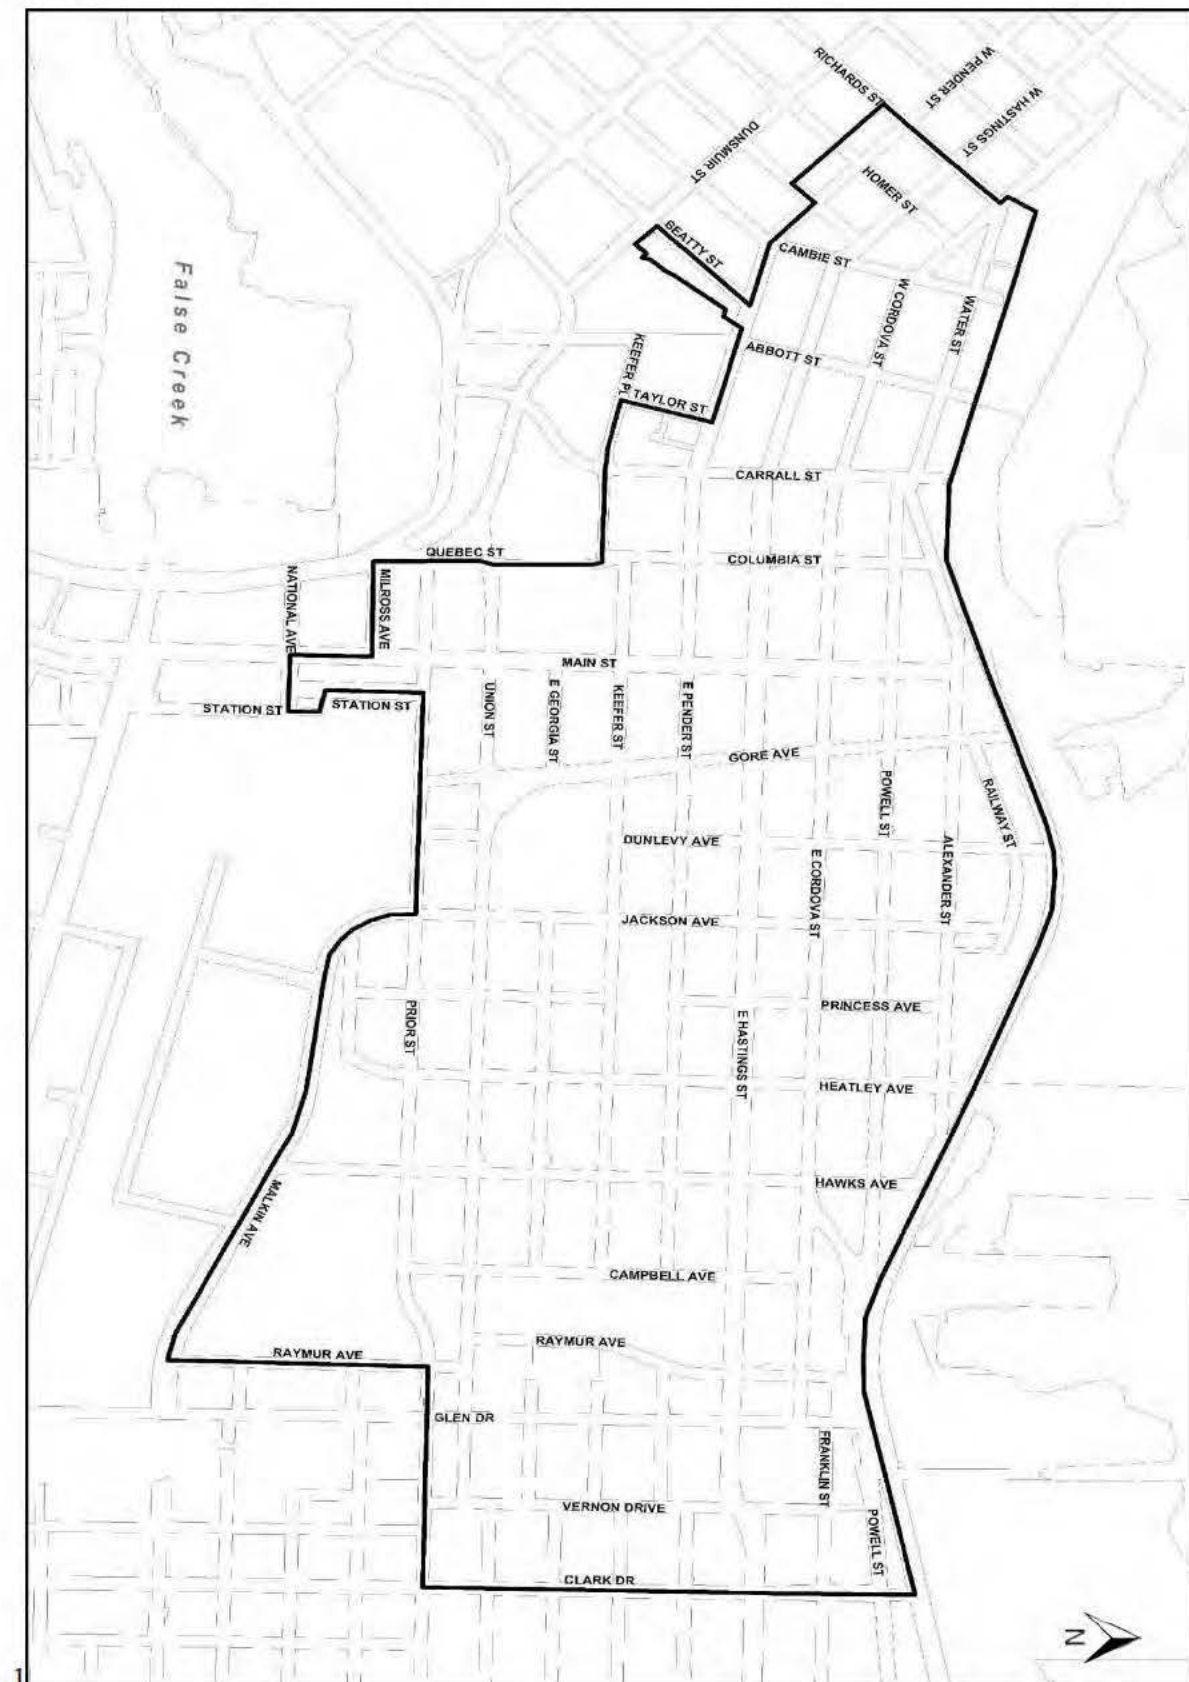 RICHARDS ST
W PENDER ST
W HASTINGS ST
DUNSMUIR ST
HOMER ST
BEATTY ST
CAMBIE ST
W CORDOVA ST
WATER ST
False Creek
KEEFER PL
ABBOTT ST
TAYLOR ST
CARRALL ST
QUEBEC ST
COLUMBIA ST
NATIONAL AVE
MILROSS AVE
MAIN ST
STATION ST
STATION ST
UNION ST
E GEORGIA ST
KEEFER ST
E PENDER ST
GORE AVE
POWELL ST
RAILWAY ST
DUNLEVY AVE
E CORDOVA ST
ALEXANDER ST
JACKSON AVE
PRIOR ST
E HASTINGS ST
PRINCESS AVE
HEATLEY AVE
MALKIN AVE
HAWKS AVE
CAMPBELL AVE
RAYMUR AVE
RAYMUR AVE
GLEN DR
FRANKLIN ST
VERNON DRIVE
POWELL ST
CLARK DR
N
1